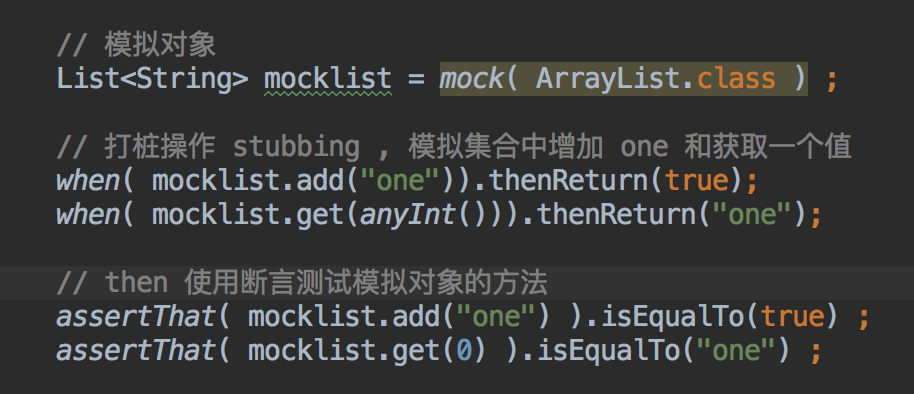 // 模拟对象
List<String> mocklist = mock( ArrayList.class ) ;
// 打桩操作 stubbing , 模拟集合中增加 one 和获取一个值
when( mocklist.add("one")).thenReturn(true);
when( mocklist.get(anyInt())).thenReturn("one");
// then 使用断言测试模拟对象的方法
assertThat( mocklist.add("one") ).isEqualTo(true) ;
assertThat( mocklist.get(0) ).isEqualTo("one") ;